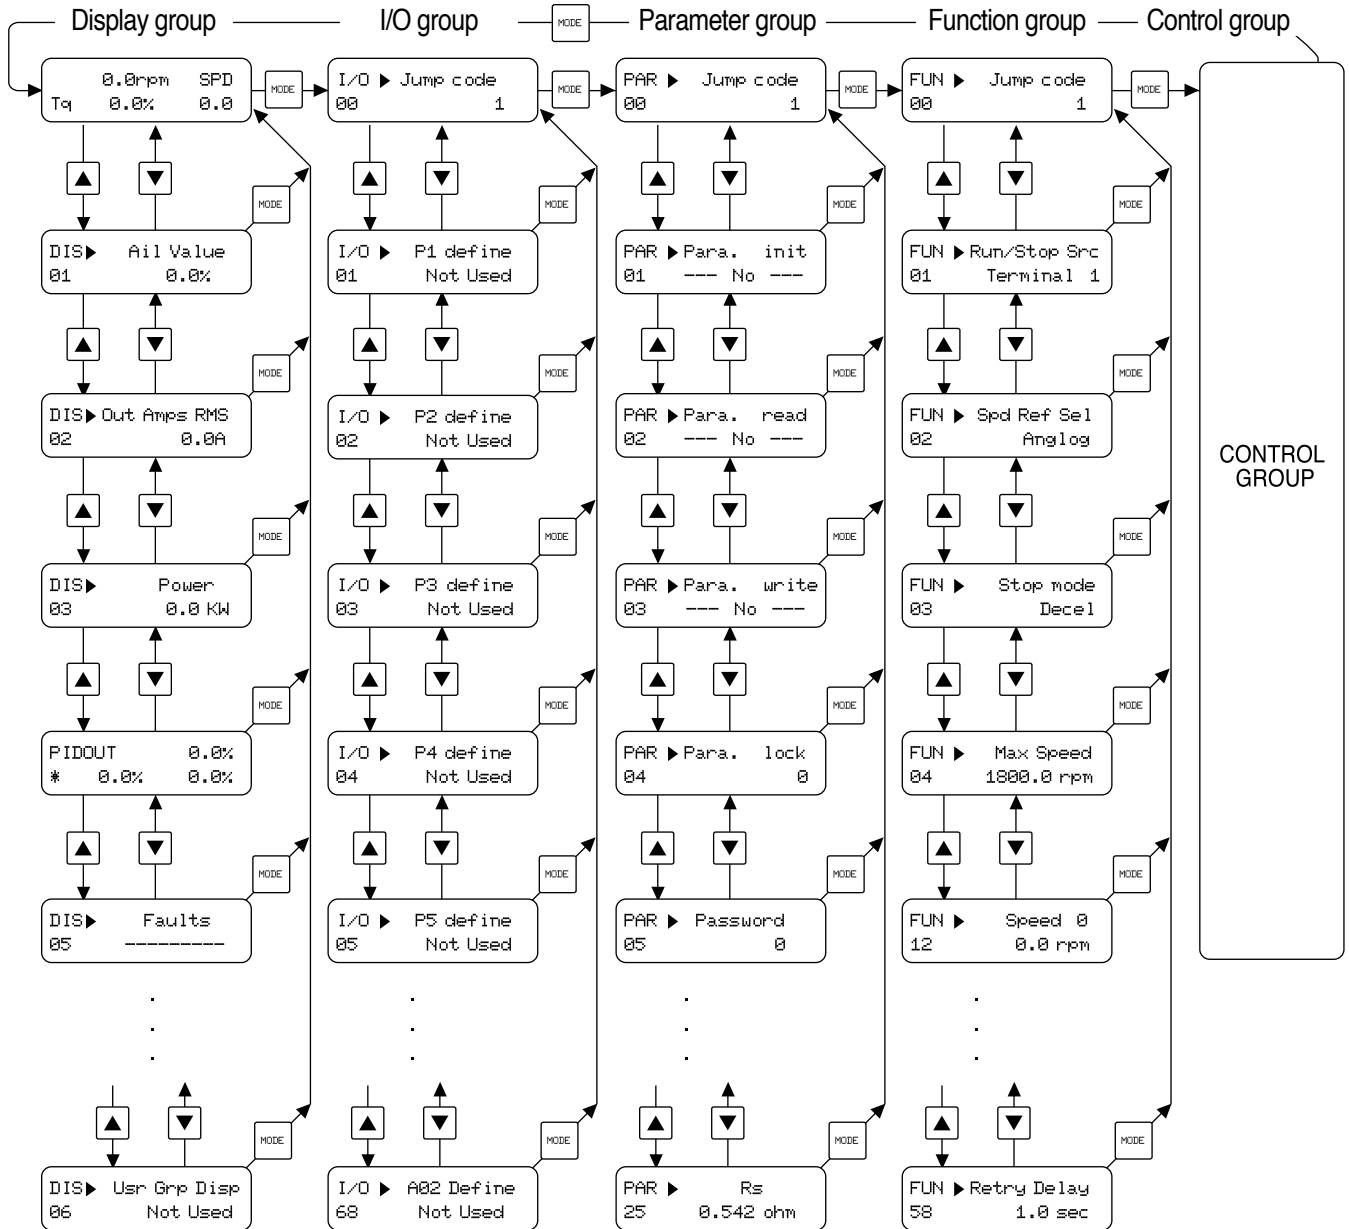 Display group I/O group MODE Parameter group Function group Control group
0.0rpm SPD
Tq 0.0% 0.0
MODE
I/O ▶ Jump code
00 1
MODE
PAR ▶ Jump code
00 1
MODE
FUN ▶ Jump code
00 1
MODE
▲ ▼ ▲ ▼ ▲ ▼ ▲ ▼
MODE MODE MODE MODE
DIS▶ Ail Value
01 0.0%
I/O ▶ P1 define
01 Not Used
PAR ▶Para. init
01 --- No ---
FUN ▶Run/Stop Src
01 Terminal 1
▲ ▼ ▲ ▼ ▲ ▼ ▲ ▼
MODE MODE MODE MODE
DIS▶Out Amps RMS
02 0.0A
I/O ▶ P2 define
02 Not Used
PAR ▶Para. read
02 --- No ---
FUN ▶ Spd Ref Sel
02 Anglog
CONTROL
GROUP
▲ ▼ ▲ ▼ ▲ ▼ ▲ ▼
MODE MODE MODE MODE
DIS▶ Power
03 0.0 KW
I/O ▶ P3 define
03 Not Used
PAR ▶Para. write
03 --- No ---
FUN ▶ Stop mode
03 Decel
▲ ▼ ▲ ▼ ▲ ▼ ▲ ▼
MODE MODE MODE MODE
PIDOUT 0.0%
* 0.0% 0.0%
I/O ▶ P4 define
04 Not Used
PAR ▶Para. lock
04 0
FUN ▶ Max Speed
04 1800.0 rpm
▲ ▼ ▲ ▼ ▲ ▼ ▲ ▼
MODE MODE MODE MODE
DIS▶ Faults
05 ---------
I/O ▶ P5 define
05 Not Used
PAR ▶ Password
05 0
FUN ▶ Speed 0
12 0.0 rpm
. . . .
. . . .
. . . .
▲ ▼ ▲ ▼ ▲ ▼ ▲ ▼
MODE MODE MODE MODE
DIS▶ Usr Grp Disp
06 Not Used
I/O ▶ A02 Define
68 Not Used
PAR ▶ Rs
25 0.542 ohm
FUN ▶Retry Delay
58 1.0 sec